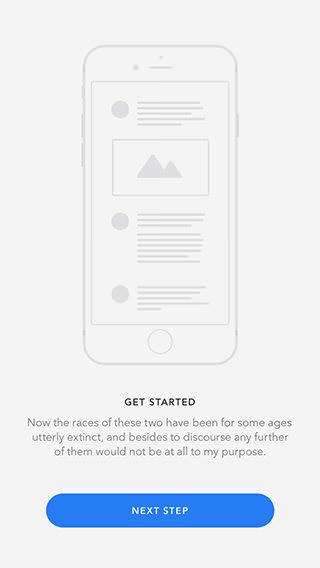 GET STARTED
Now the races of these two have been for some ages
utterly extinct, and besides to discourse any further
of them would not be at all to my purpose.
NEXT STEP